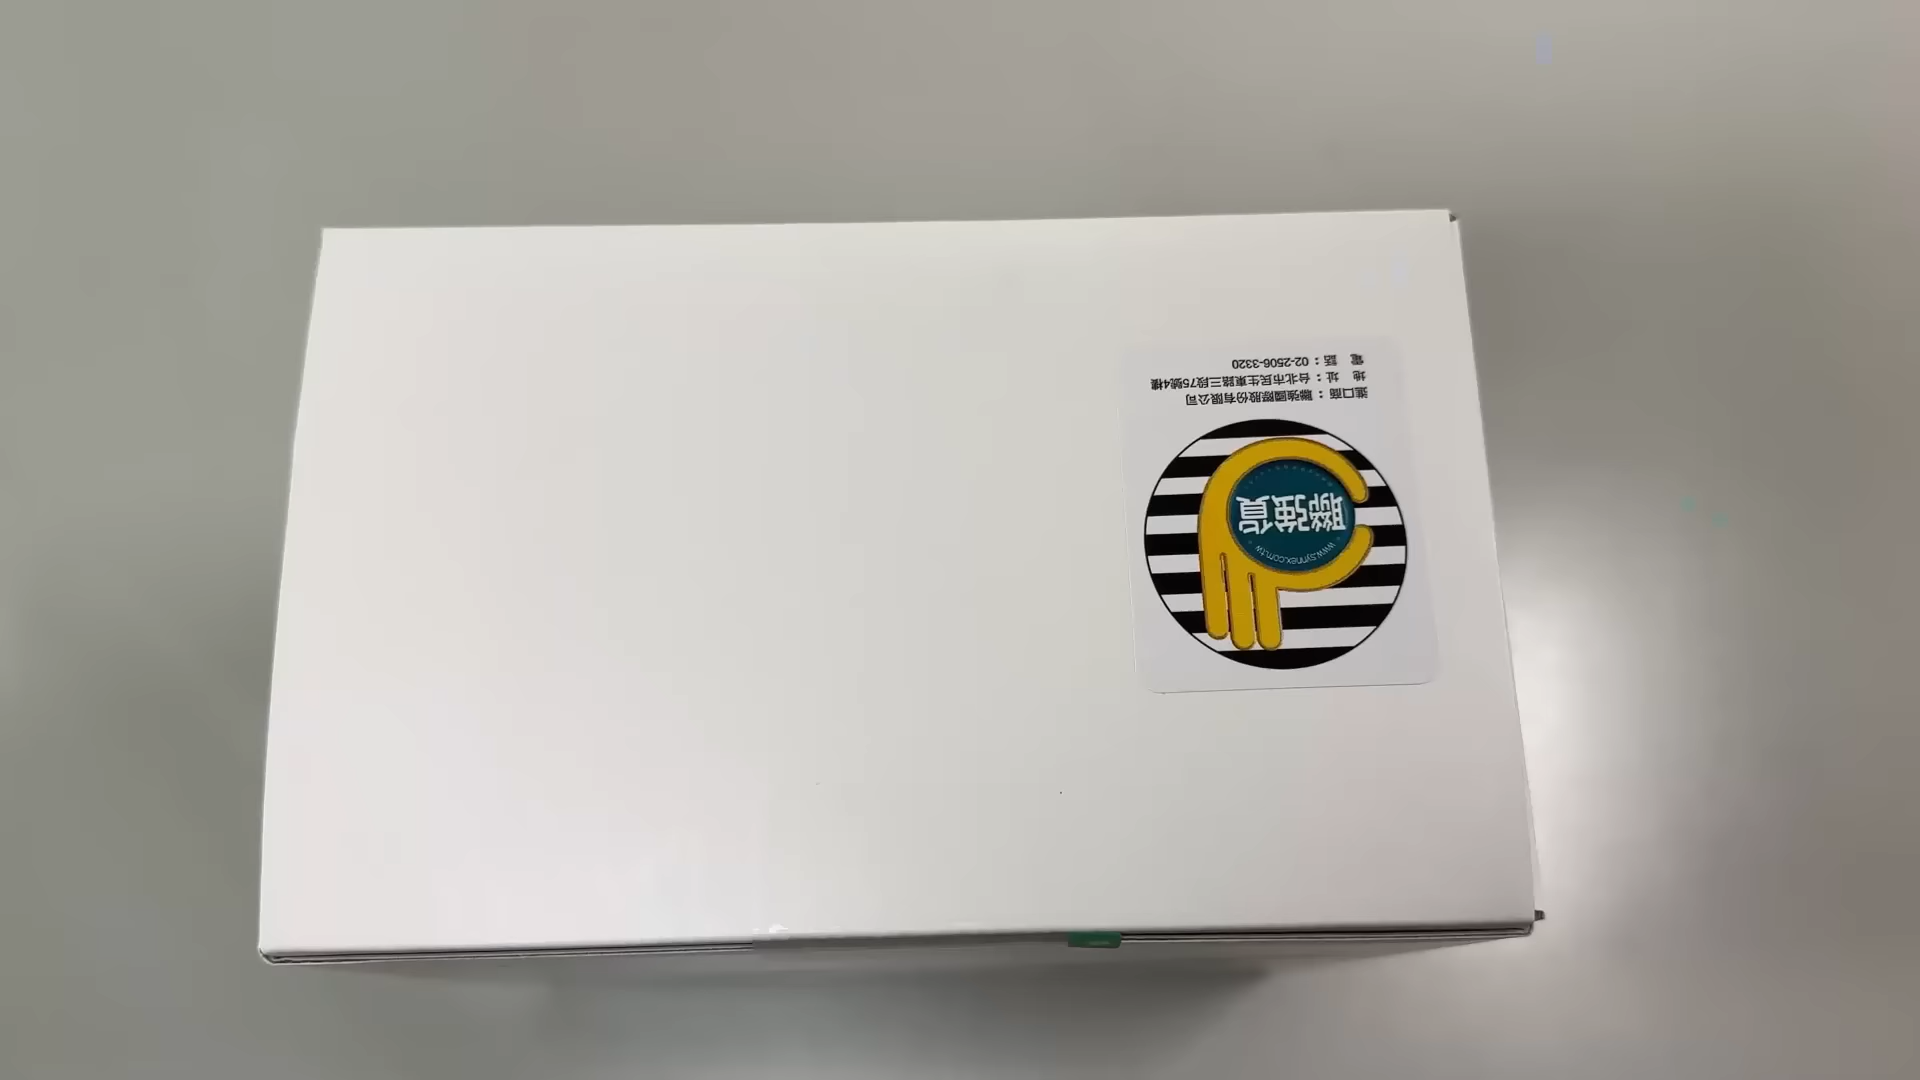 聯強貨
www.synnex.com.tw
進口商：聯強國際股份有限公司
地　址：台北市民生東路三段75號4樓
電　話：02-2506-3320